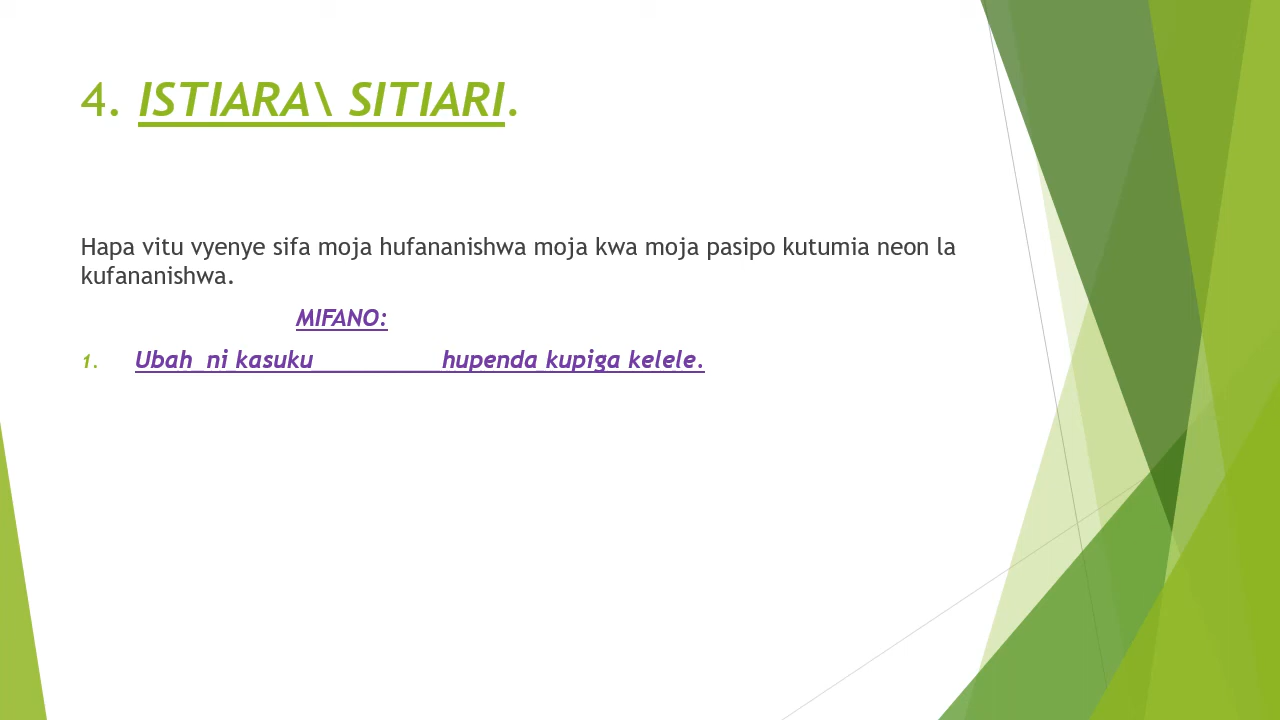 4. ISTIARA\ SITIARI.
Hapa vitu vyenye sifa moja hufananishwa moja kwa moja pasipo kutumia neon la
kufananishwa.
MIFANO:
1. Ubah ni kasuku hupenda kupiga kelele.